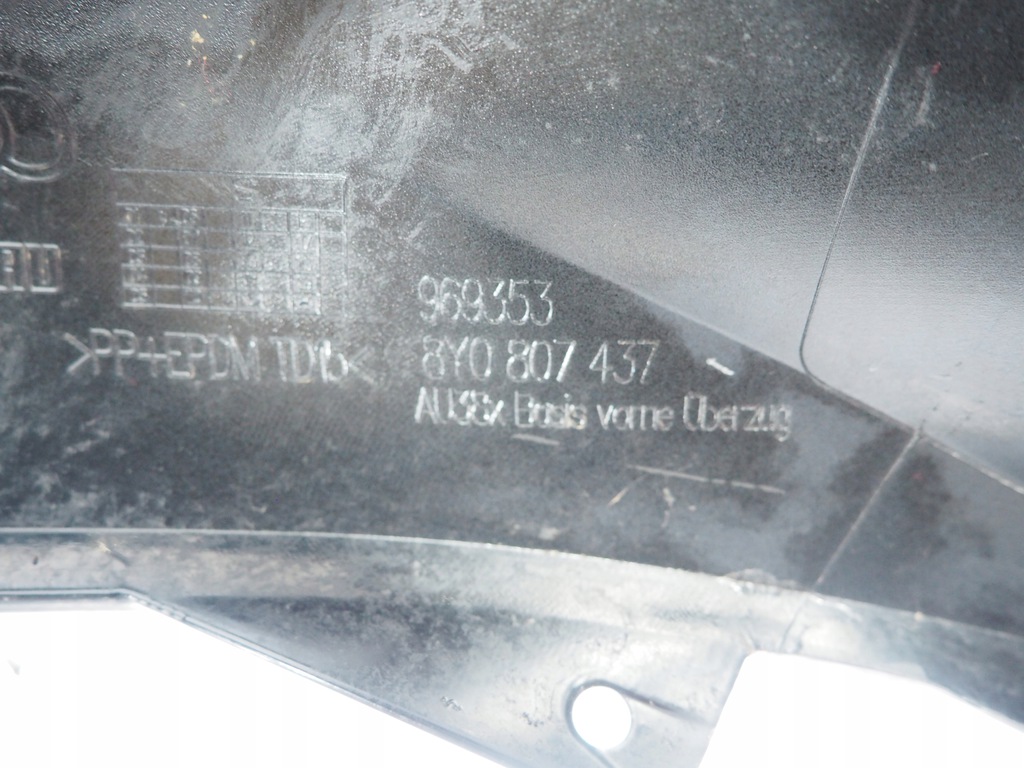 969353
>PP+EPDM TD15<
8Y0 807 437
AU38x Basis vorne Überzug